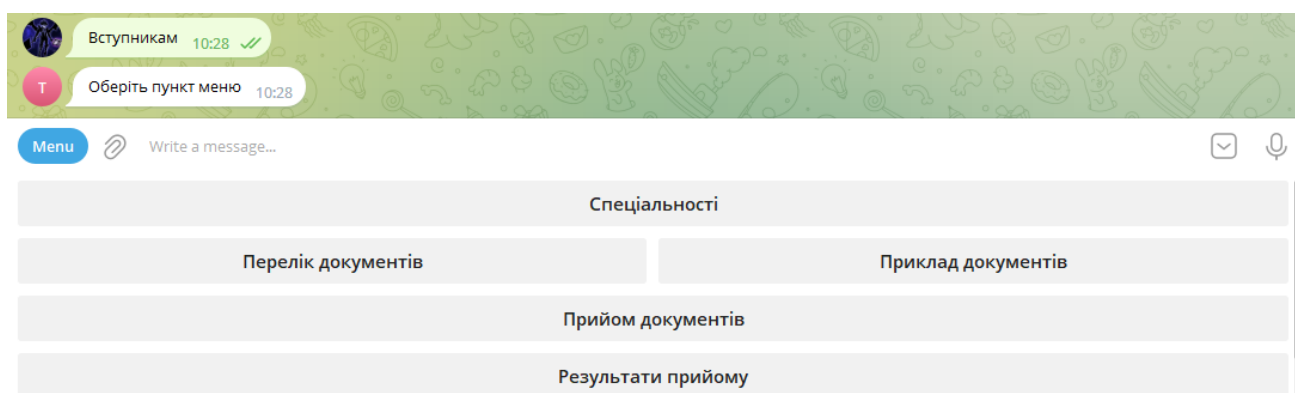 Вступникам 10:28
Т Оберіть пункт меню 10:28
Menu Write a message...
Спеціальності
Перелік документів Приклад документів
Прийом документів
Результати прийому